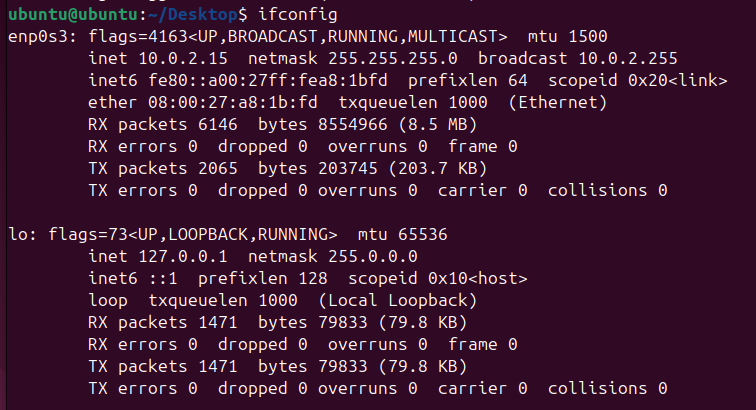 ubuntu@ubuntu:~/Desktop$ ifconfig
enp0s3: flags=4163<UP,BROADCAST,RUNNING,MULTICAST>  mtu 1500
        inet 10.0.2.15  netmask 255.255.255.0  broadcast 10.0.2.255
        inet6 fe80::a00:27ff:fea8:1bfd  prefixlen 64  scopeid 0x20<link>
        ether 08:00:27:a8:1b:fd  txqueuelen 1000  (Ethernet)
        RX packets 6146  bytes 8554966 (8.5 MB)
        RX errors 0  dropped 0  overruns 0  frame 0
        TX packets 2065  bytes 203745 (203.7 KB)
        TX errors 0  dropped 0 overruns 0  carrier 0  collisions 0

lo: flags=73<UP,LOOPBACK,RUNNING>  mtu 65536
        inet 127.0.0.1  netmask 255.0.0.0
        inet6 ::1  prefixlen 128  scopeid 0x10<host>
        loop  txqueuelen 1000  (Local Loopback)
        RX packets 1471  bytes 79833 (79.8 KB)
        RX errors 0  dropped 0  overruns 0  frame 0
        TX packets 1471  bytes 79833 (79.8 KB)
        TX errors 0  dropped 0 overruns 0  carrier 0  collisions 0